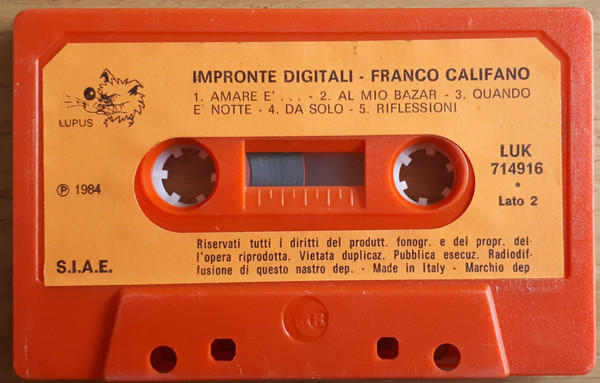 IMPRONTE DIGITALI - FRANCO CALIFANO
1. AMARE E'... - 2. AL MIO BAZAR - 3. QUANDO
E' NOTTE - 4. DA SOLO - 5. RIFLESSIONI
LUPUS
LUK
714916
Ⓟ 1984
Lato 2
S.I.A.E.
Riservati tutti i diritti del produtt. fonogr. e del propr. del-
l'opera riprodotta. Vietata duplicaz. Pubblica esecuz. Radiodif-
fusione di questo nastro dep. - Made in Italy - Marchio dep